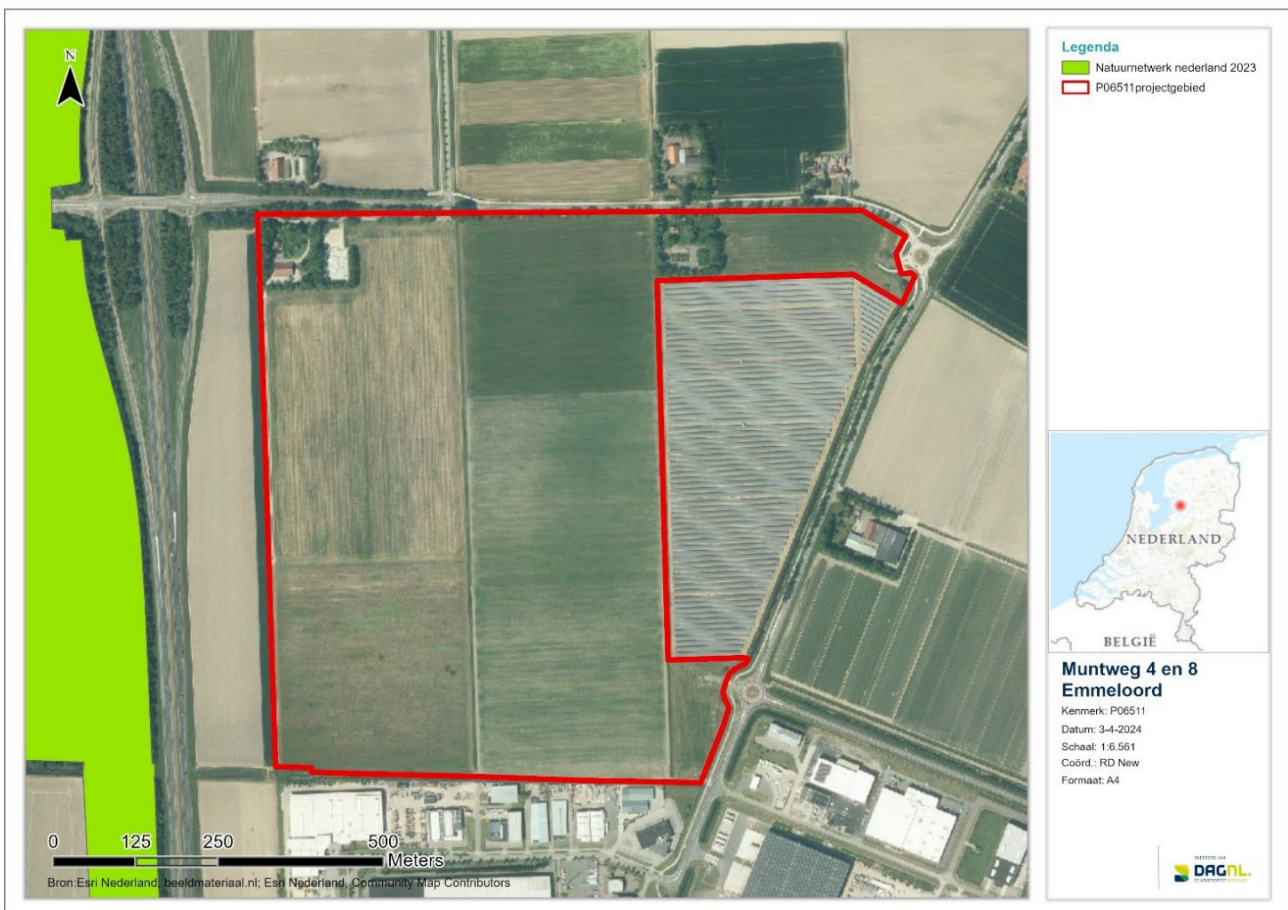 N
0 125 250 500
Meters
Bron:Esri Nederland, beeldmateriaal.nl; Esri Nederland, Community Map Contributors
Legenda
Natuurnetwerk nederland 2023
P06511projectgebied
NEDERLAND
BELGIË
Muntweg 4 en 8
Emmeloord
Kenmerk: P06511
Datum: 3-4-2024
Schaal: 1:6.561
Coörd.: RD New
Formaat: A4
DAGNL.